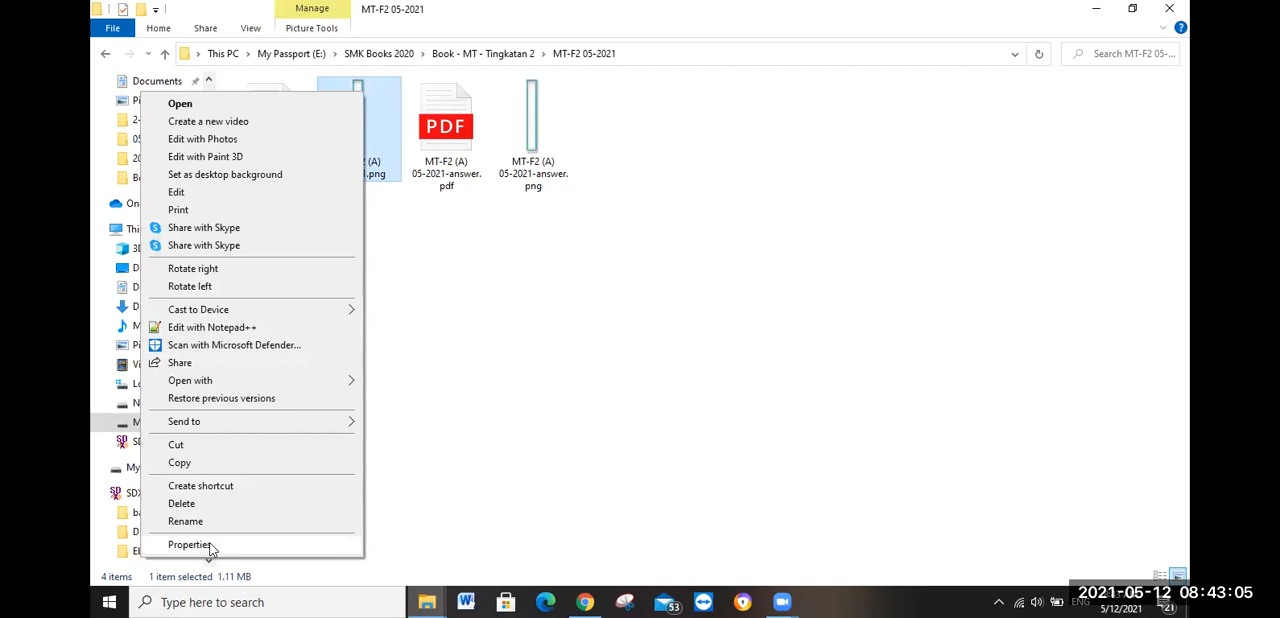 Manage
MT-F2 05-2021
File
Home
Share
View
Picture Tools
This PC
My Passport (E:)
SMK Books 2020
Book - MT - Tingkatan 2
MT-F2 05-2021
Search MT-F2 05-...
Documents
Open
Create a new video
Edit with Photos
Edit with Paint 3D
Set as desktop background
Edit
Print
Share with Skype
Share with Skype
Rotate right
Rotate left
Cast to Device
Edit with Notepad++
Scan with Microsoft Defender...
Share
Open with
Restore previous versions
Send to
Cut
Copy
Create shortcut
Delete
Rename
Properties
2 (A)
.png
PDF
MT-F2 (A)
05-2021-answer.
pdf
MT-F2 (A)
05-2021-answer.
png
4 items
1 item selected 1.11 MB
Type here to search
53
ENG
2021-05-12 08:43:05
5/12/2021
21